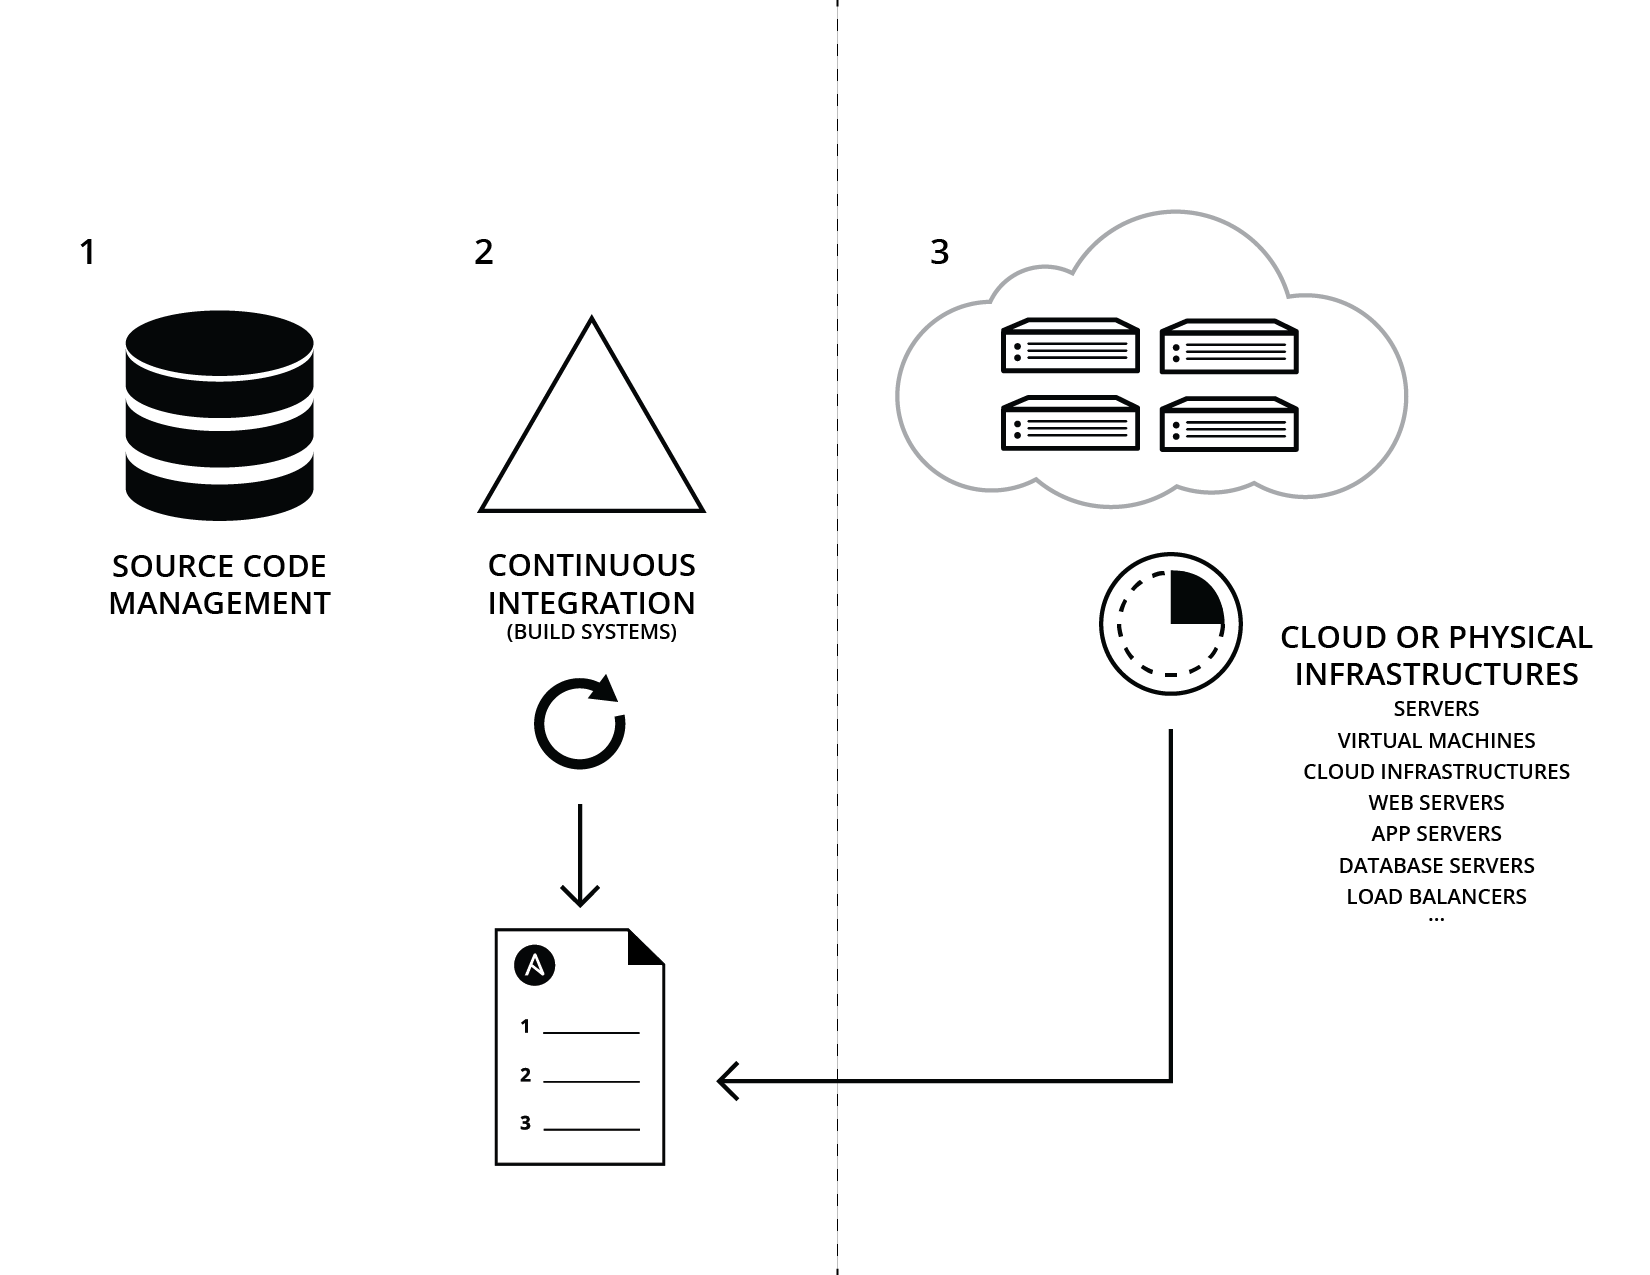 1
SOURCE CODE
MANAGEMENT
2
CONTINUOUS
INTEGRATION
(BUILD SYSTEMS)
A
1
2
3
3
CLOUD OR PHYSICAL
INFRASTRUCTURES
SERVERS
VIRTUAL MACHINES
CLOUD INFRASTRUCTURES
WEB SERVERS
APP SERVERS
DATABASE SERVERS
LOAD BALANCERS
...